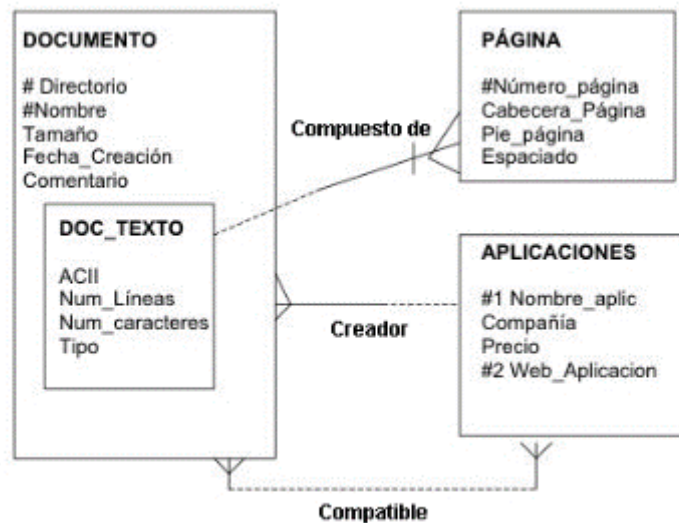 DOCUMENTO
# Directorio
#Nombre
Tamaño
Fecha_Creación
Comentario
DOC_TEXTO
ACII
Num_Líneas
Num_caracteres
Tipo
Compuesto de
PÁGINA
#Número_página
Cabecera_Página
Pie_página
Espaciado
Creador
APLICACIONES
#1 Nombre_aplic
Compañía
Precio
#2 Web_Aplicacion
Compatible